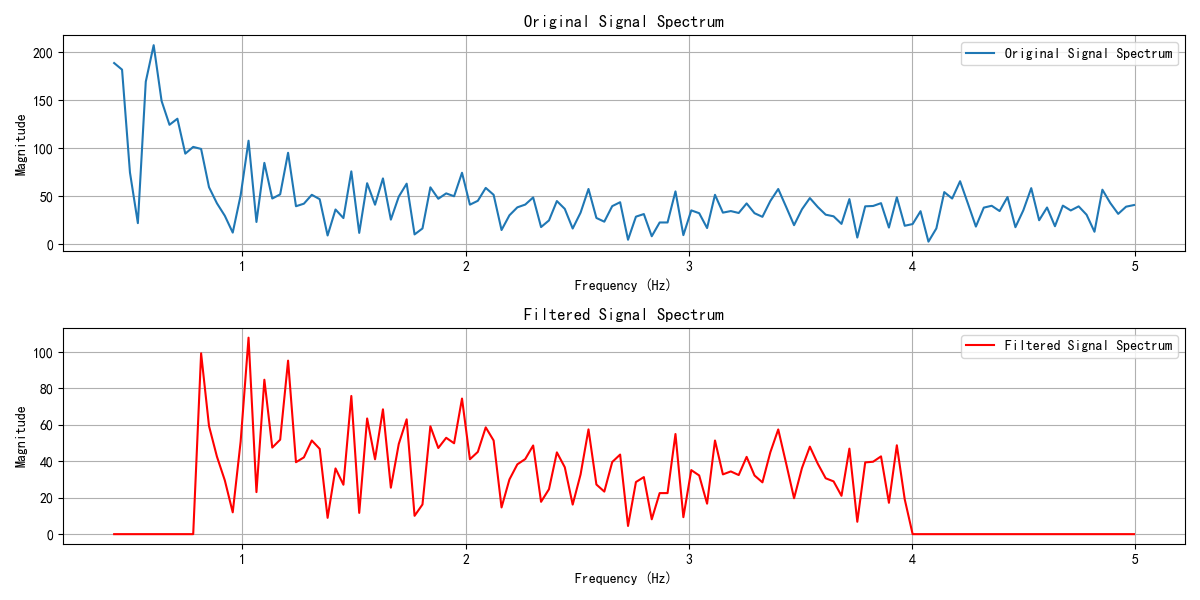 Original Signal Spectrum
Original Signal Spectrum
Magnitude
200
150
100
50
0
1 2 3 4 5
Frequency (Hz)
Filtered Signal Spectrum
Filtered Signal Spectrum
Magnitude
100
80
60
40
20
0
1 2 3 4 5
Frequency (Hz)